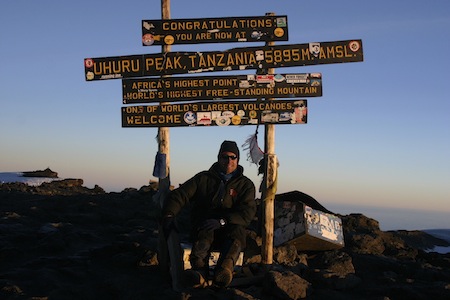 CONGRATULATIONS
YOU ARE NOW AT
UHURU PEAK, TANZANIA, 5895M. AMSL.
AFRICA'S HIGHEST POINT
WORLD'S HIGHEST FREE-STANDING MOUNTAIN
ONE OF WORLD'S LARGEST VOLCANOES.
WELCOME